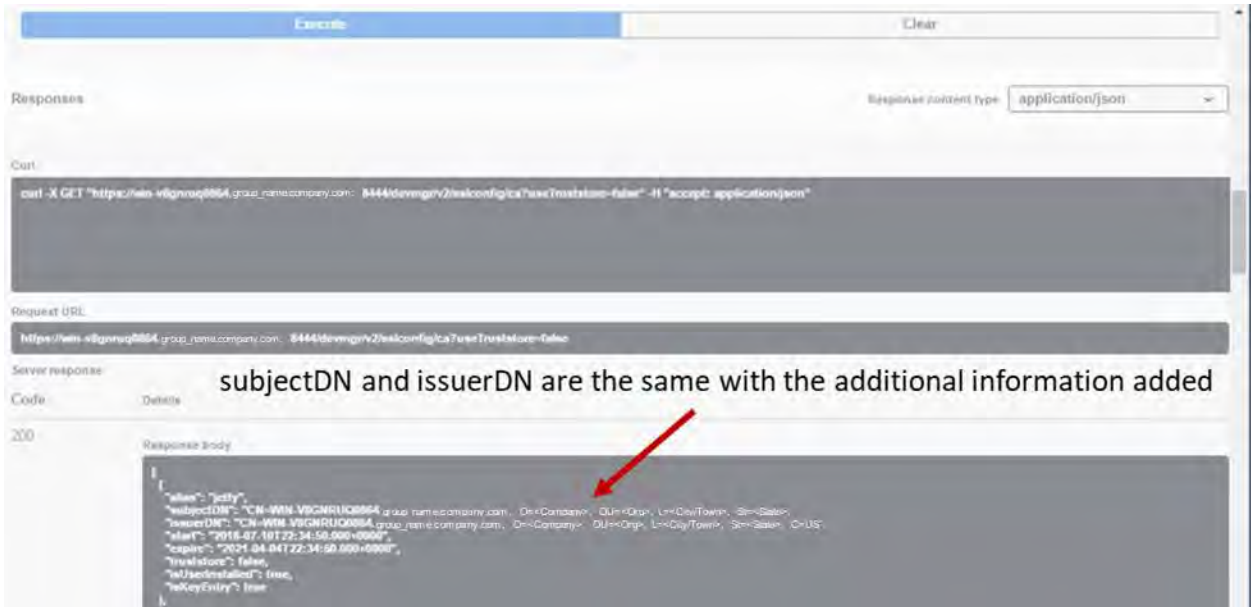 Execute
Clear
Responses
Response content type
application/json
Curl
curl -X GET "https://win-v8gnruq0864.group_name.company.com: 8444/devmgr/v2/sslconfig/ca?useTruststore=false" -H "accept: application/json"
Request URL
https://win-v8gnruq0864.group_name.company.com: 8444/devmgr/v2/sslconfig/ca?useTruststore=false
Server response
subjectDN and issuerDN are the same with the additional information added
Code
Details
200
Response body
[
{
"alias": "jetty",
"subjectDN": "CN=WIN-V8GNRUQ0864.group_name.company.com, O=<Company>, OU=<Org>, L=<City/Town>, St=<State>,
"issuerDN": "CN=WIN-V8GNRUQ0864.group_name.company.com, O=<Company>, OU=<Org>, L=<City/Town>, St=<State>, C=US",
"start": "2018-07-10T22:34:50.000+0000",
"expire": "2021-04-04T22:34:50.000+0000",
"truststore": false,
"isUserInstalled": true,
"isKeyEntry": true
},